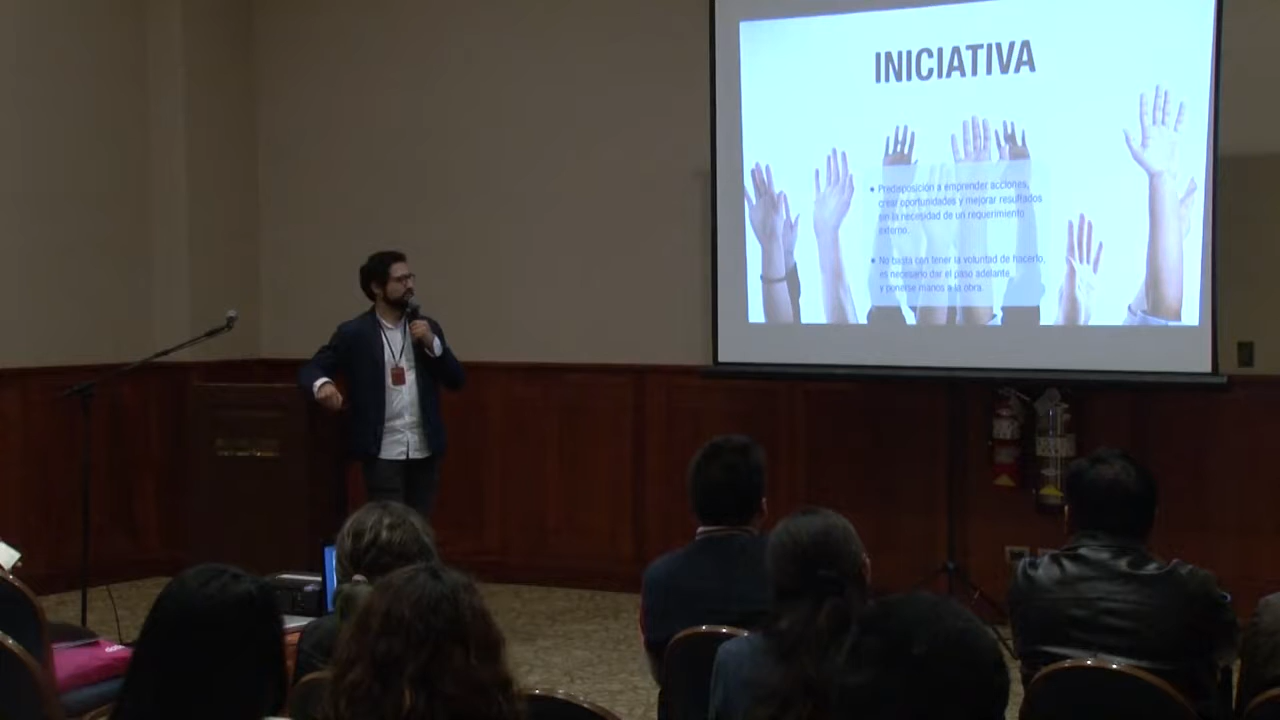 INICIATIVA
• Predisposición a emprender acciones,
crear oportunidades y mejorar resultados
sin la necesidad de un requerimiento
externo.
• No basta con tener la voluntad de hacerlo,
es necesario dar el paso adelante
y ponerse manos a la obra.